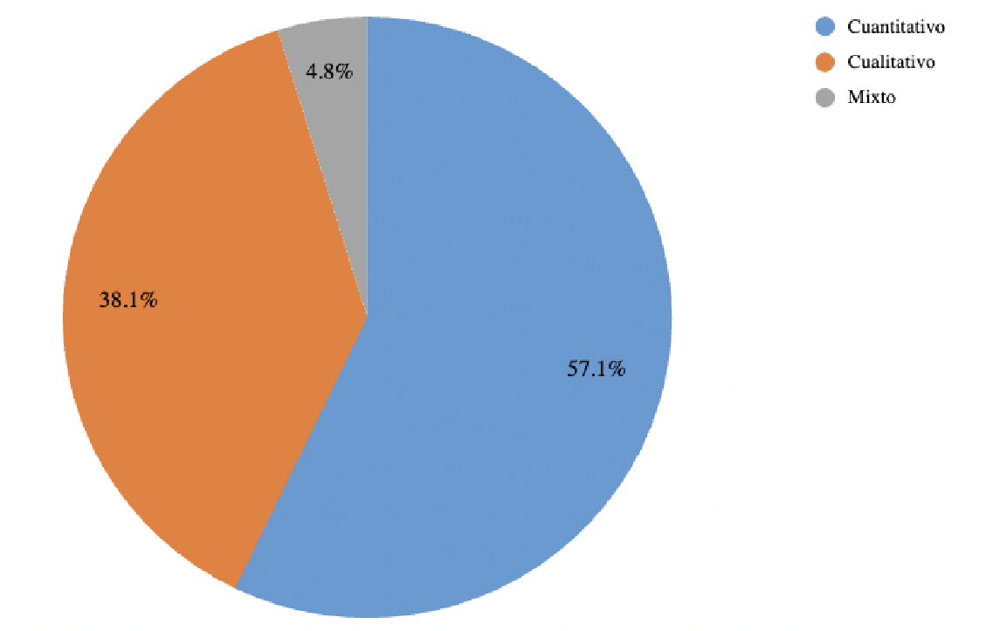 Cuantitativo
Cualitativo
Mixto
4.8%
38.1%
57.1%